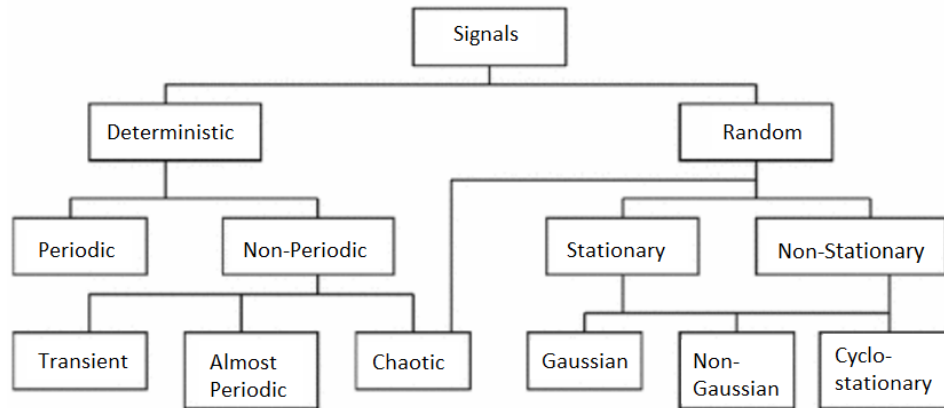 Signals
Deterministic
Random
Periodic
Non-Periodic
Stationary
Non-Stationary
Transient
Almost
Periodic
Chaotic
Gaussian
Non-
Gaussian
Cyclo-
stationary